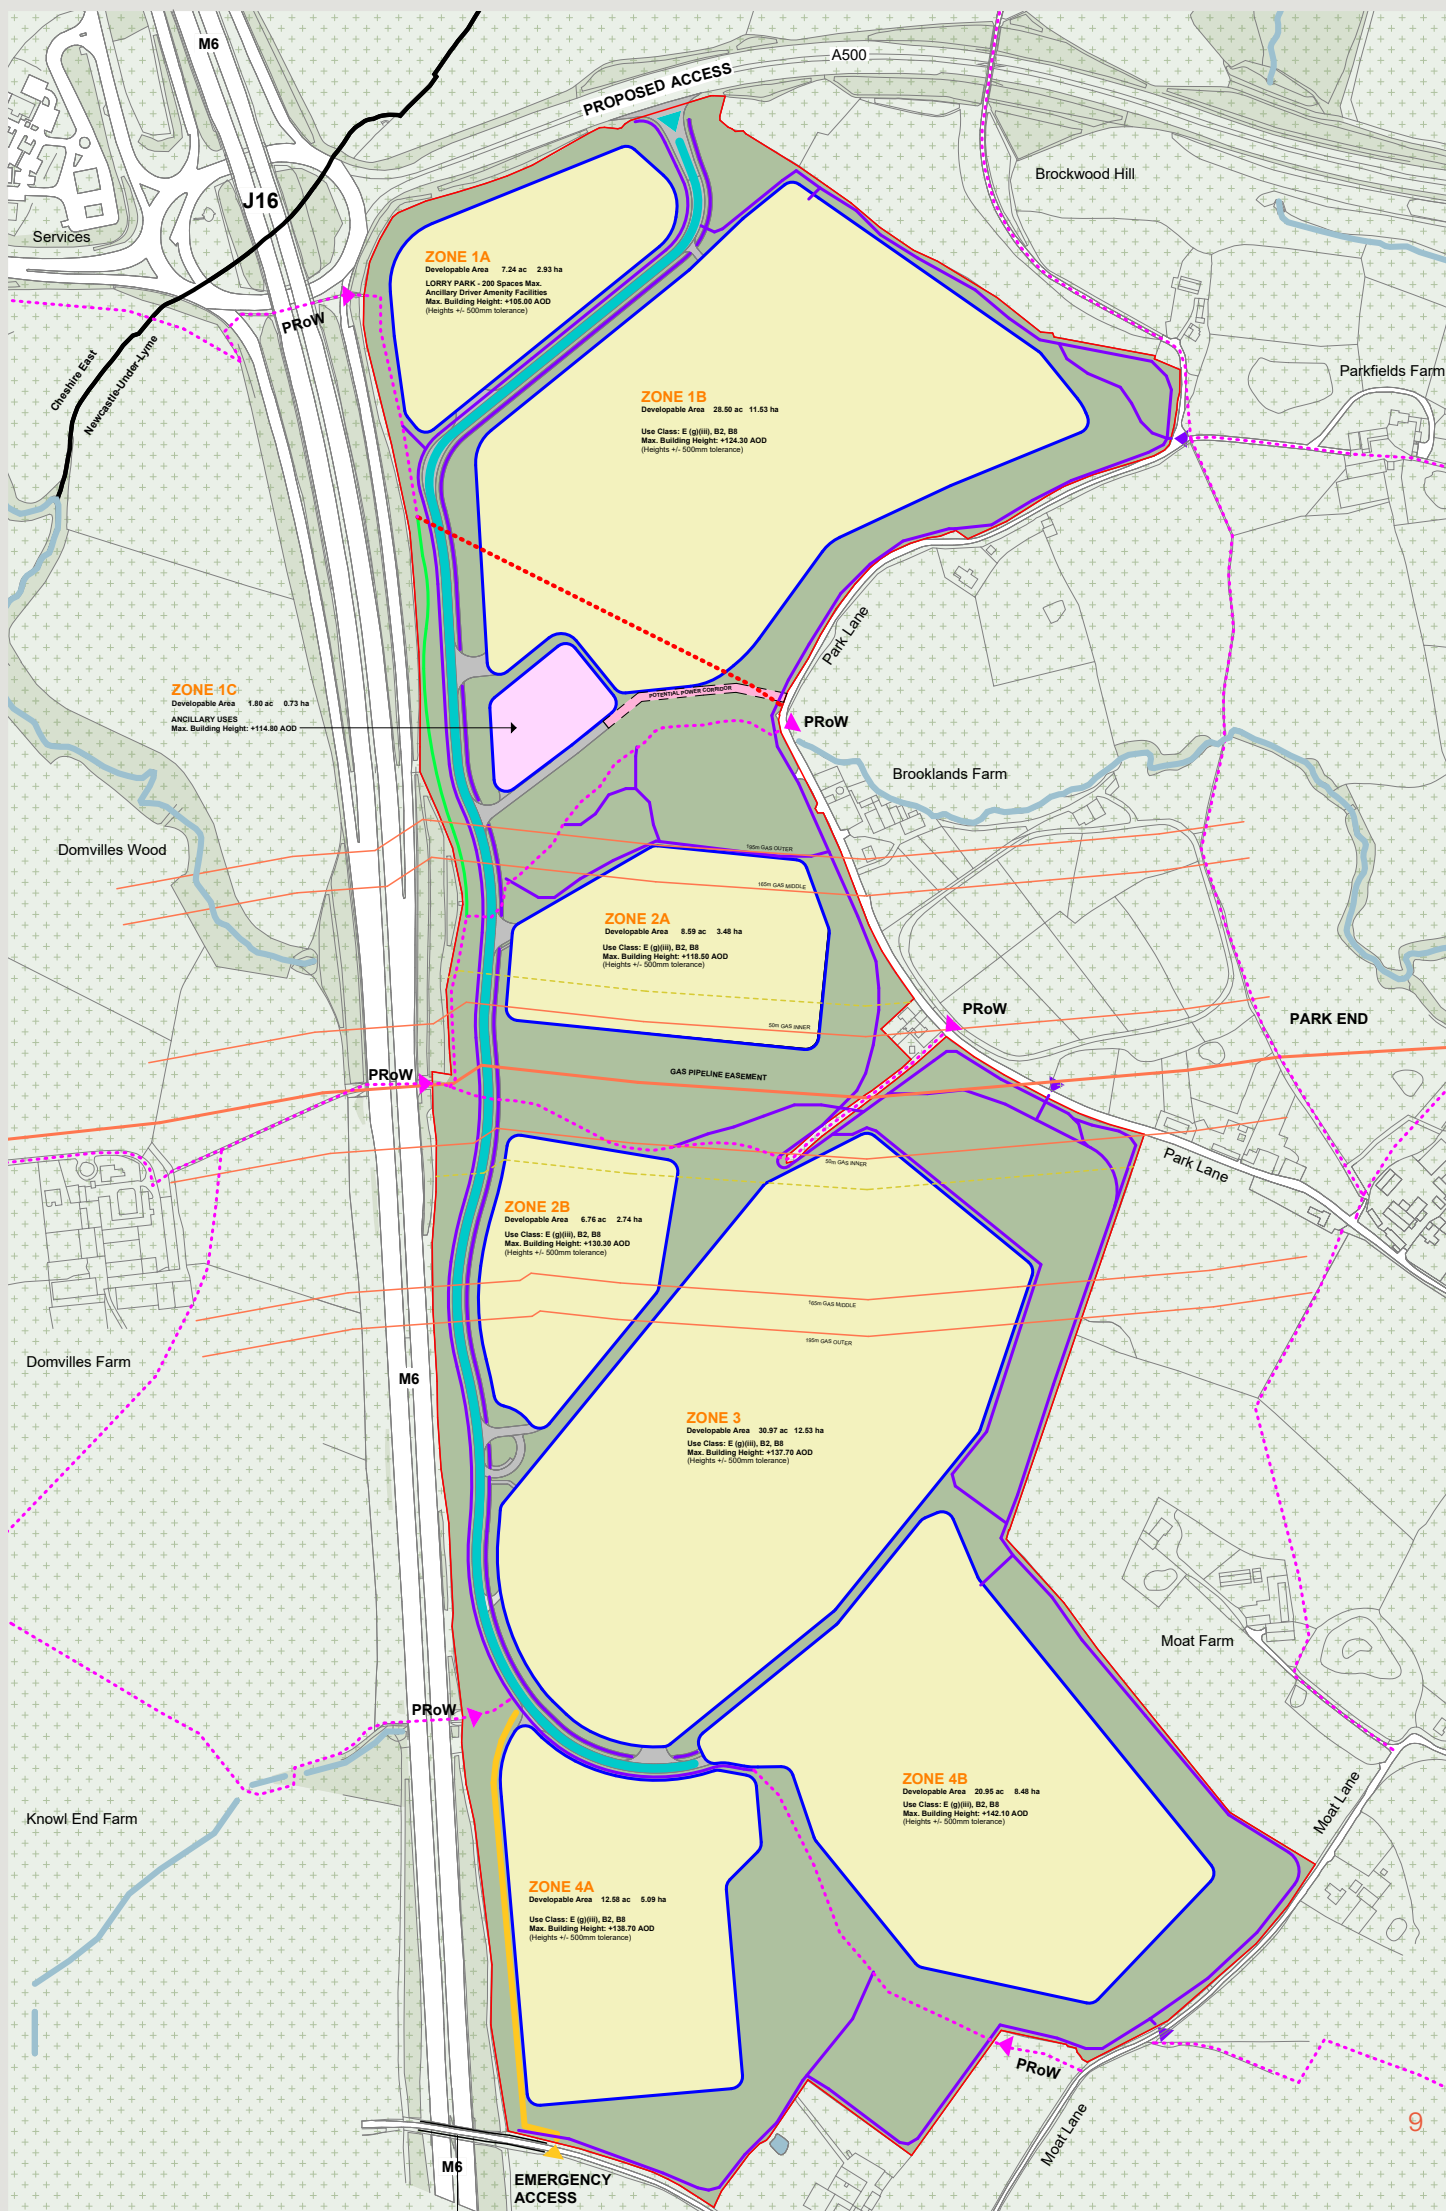 M6
A500
PROPOSED ACCESS
Brockwood Hill
J16
Services
ZONE 1A
Developable Area 7.24 ac 2.93 ha
LORRY PARK - 200 Spaces Max.
Ancillary Driver Amenity Facilities
Max. Building Height: +105.00 AOD
(Heights +/- 500mm tolerance)
PRoW
Cheshire East
Newcastle-Under-Lyme
Parkfields Farm
ZONE 1B
Developable Area 28.50 ac 11.53 ha
Use Class: E (g)(iii), B2, B8
Max. Building Height: +124.30 AOD
(Heights +/- 500mm tolerance)
Park Lane
ZONE 1C
Developable Area 1.80 ac 0.73 ha
ANCILLARY USES
Max. Building Height: +114.80 AOD
POTENTIAL POWER CORRIDOR
PRoW
Brooklands Farm
Domvilles Wood
195m GAS OUTER
165m GAS MIDDLE
ZONE 2A
Developable Area 8.59 ac 3.48 ha
Use Class: E (g)(iii), B2, B8
Max. Building Height: +118.50 AOD
(Heights +/- 500mm tolerance)
PRoW
PARK END
50m GAS INNER
PRoW
GAS PIPELINE EASEMENT
50m GAS INNER
Park Lane
ZONE 2B
Developable Area 6.76 ac 2.74 ha
Use Class: E (g)(iii), B2, B8
Max. Building Height: +130.30 AOD
(Heights +/- 500mm tolerance)
165m GAS MIDDLE
195m GAS OUTER
Domvilles Farm
M6
ZONE 3
Developable Area 30.97 ac 12.53 ha
Use Class: E (g)(iii), B2, B8
Max. Building Height: +137.70 AOD
(Heights +/- 500mm tolerance)
Moat Farm
PRoW
ZONE 4B
Developable Area 20.95 ac 8.48 ha
Use Class: E (g)(iii), B2, B8
Max. Building Height: +142.10 AOD
(Heights +/- 500mm tolerance)
Moat Lane
Knowl End Farm
ZONE 4A
Developable Area 12.58 ac 5.09 ha
Use Class: E (g)(iii), B2, B8
Max. Building Height: +138.70 AOD
(Heights +/- 500mm tolerance)
PRoW
Moat Lane
9
M6
EMERGENCY
ACCESS